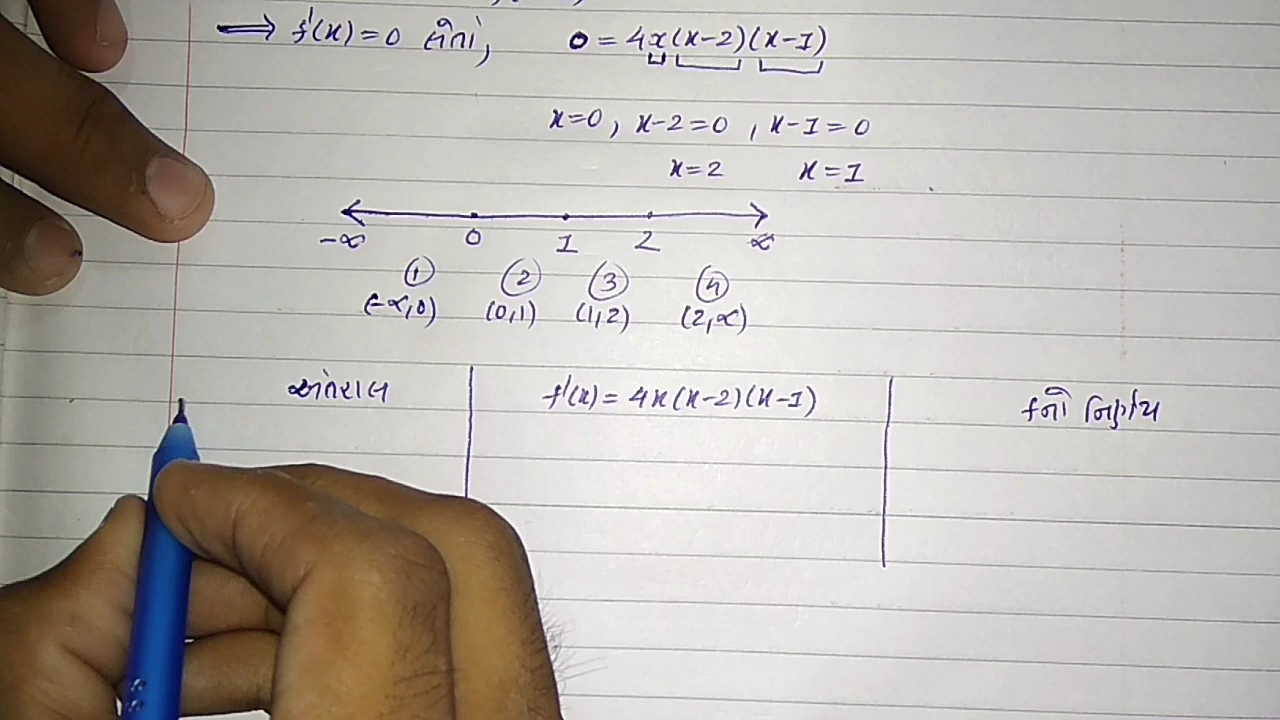 ⟹ f'(x)=0 લેતાં, 0 = 4x(x-2)(x-1)
x=0, x-2=0, x-1=0
x=2 x=1
-∞ 0 1 2 ∞
① ② ③ ④
(-∞,0) (0,1) (1,2) (2,∞)
અંતરાલ f'(x) = 4x(x-2)(x-1) fનો નિર્ણય